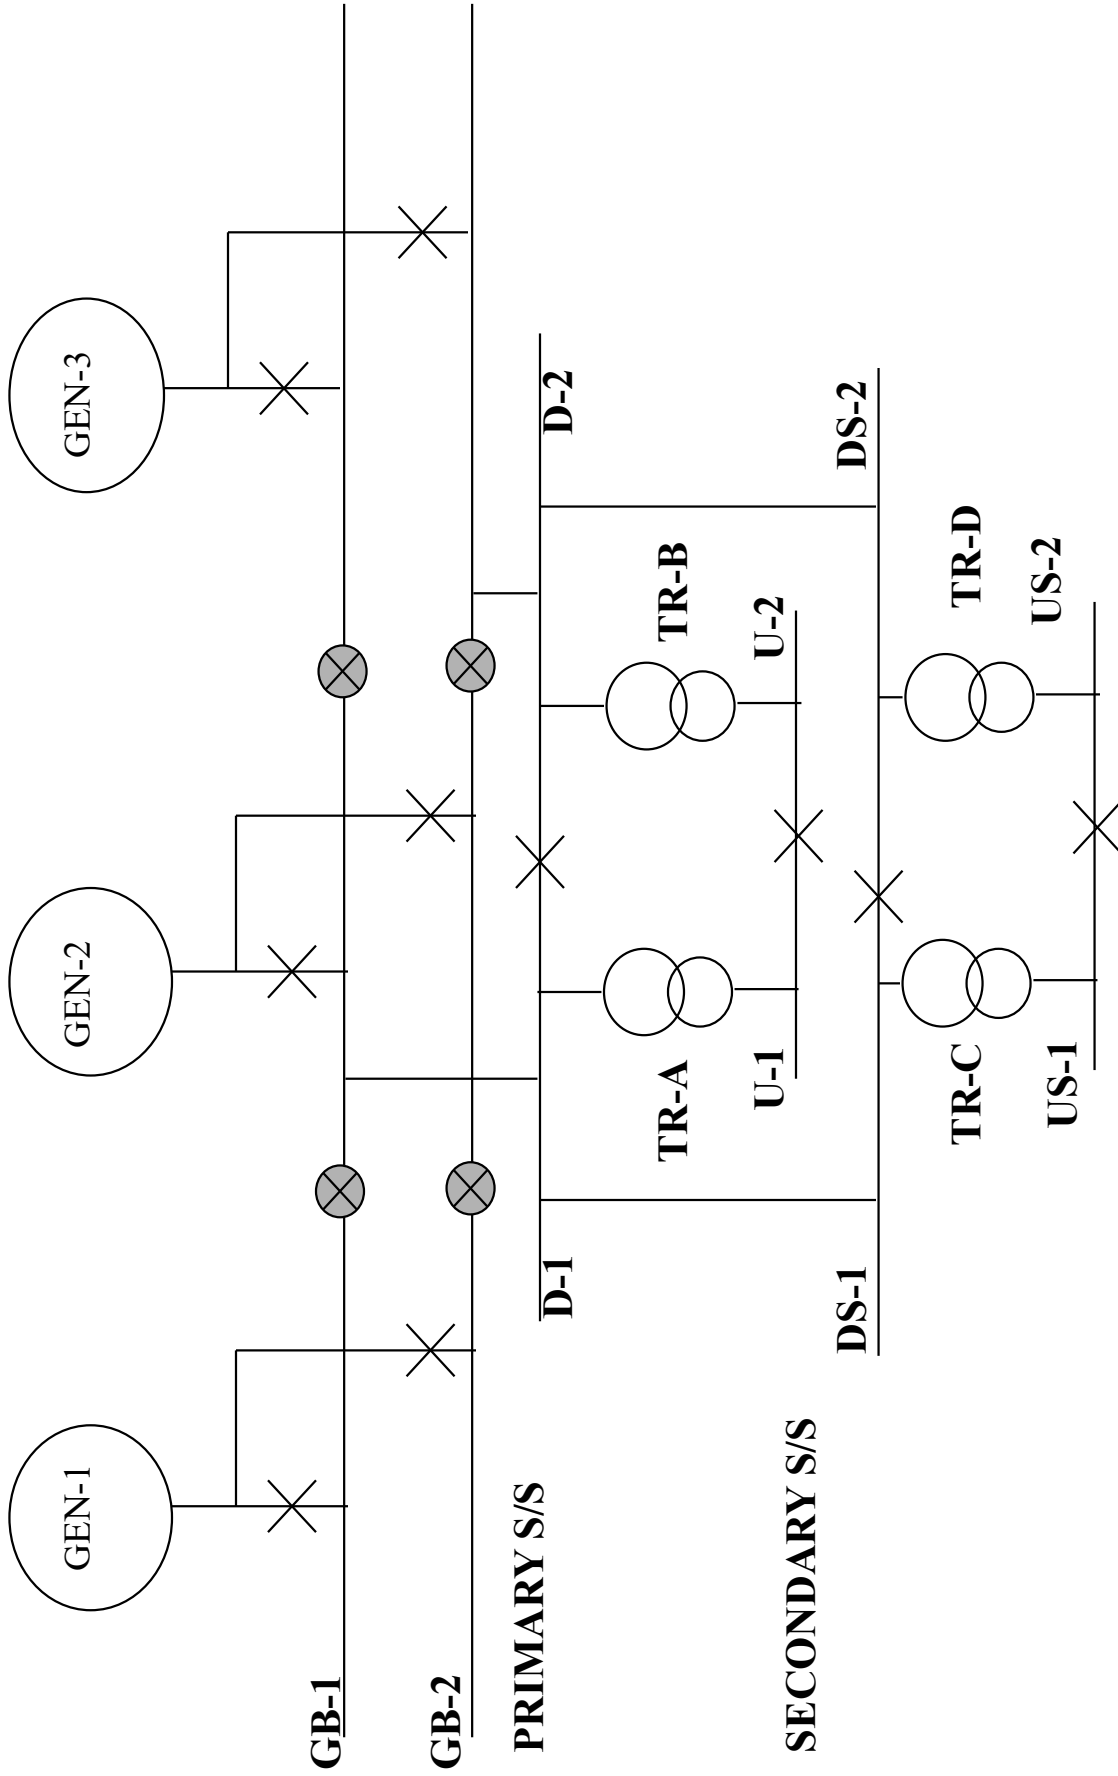 GEN-1
GEN-2
GEN-3
GB-1
GB-2
PRIMARY S/S
D-1
D-2
TR-A
TR-B
U-1
U-2
SECONDARY S/S
DS-1
DS-2
TR-C
TR-D
US-1
US-2